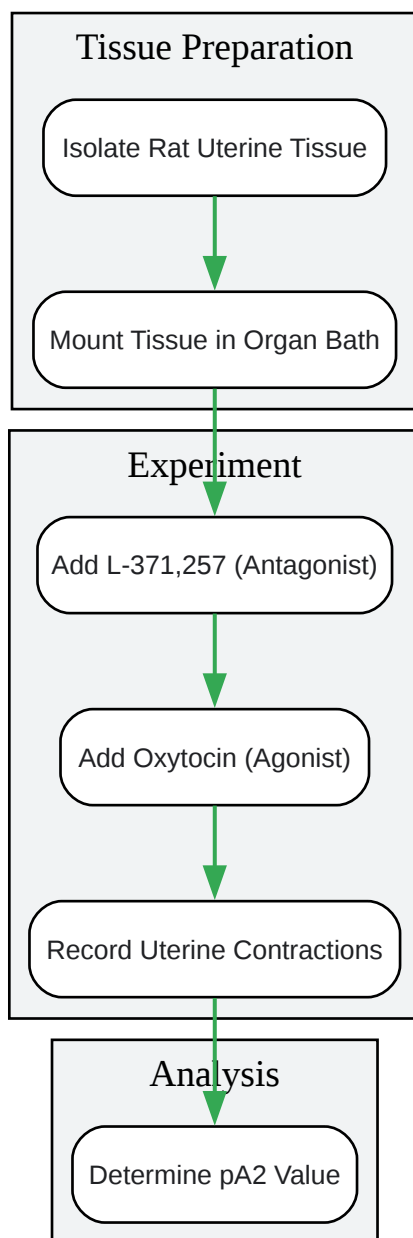 Tissue Preparation
Isolate Rat Uterine Tissue
Mount Tissue in Organ Bath
Experiment
Add L-371,257 (Antagonist)
Add Oxytocin (Agonist)
Record Uterine Contractions
Analysis
Determine pA2 Value